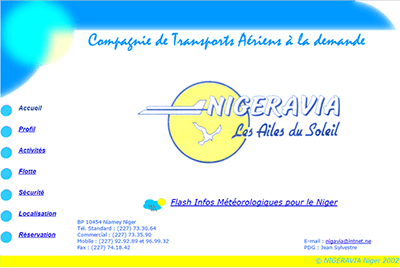 Compagnie de Transports Aériens à la demande
Accueil
Profil
Activités
Flotte
Sécurité
Localisation
Réservation
NIGERAVIA
Les Ailes du Soleil
Flash Infos Météorologiques pour le Niger
BP 10454 Niamey Niger
Tél. Standard : (227) 73.30.64
Commercial : (227) 73.35.90
Mobile : (227) 92.92.89 et 96.99.32
Fax : (227) 74.18.42
E-mail : nigavia@intnet.ne
PDG : Jean Sylvestre
© NIGERAVIA Niger 2002